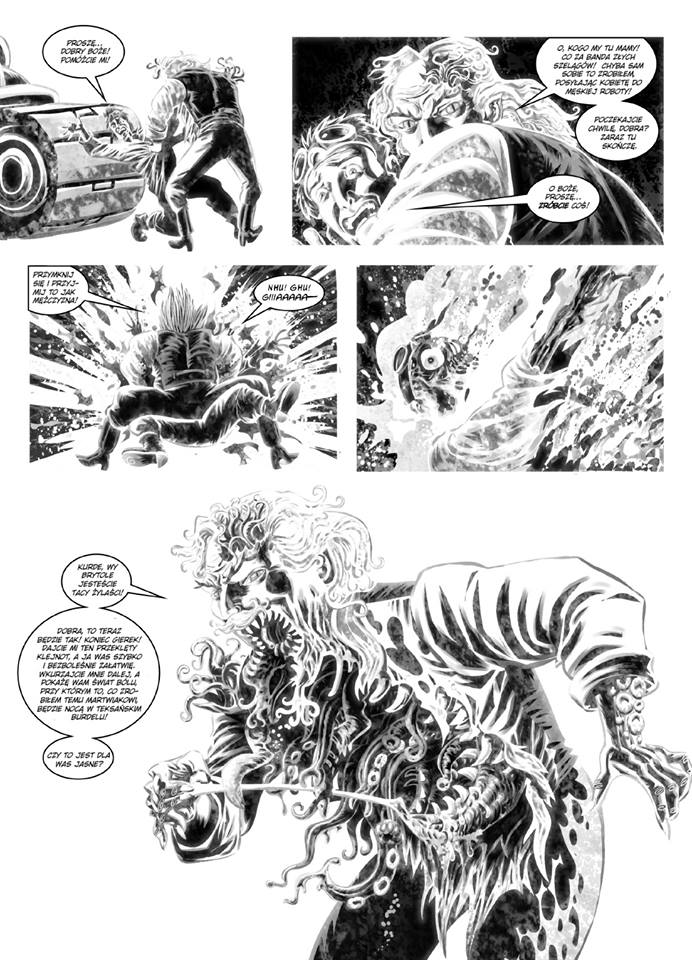 PROSZĘ...
DOBRY BOŻE!
POMÓŻCIE MI!
O, KOGO MY TU MAMY!
CO ZA BANDA ZŁYCH
SZELĄGÓW! CHYBA SAM
SOBIE TO ZROBIŁEM,
POSYŁAJĄC KOBIETĘ DO
MĘSKIEJ ROBOTY!
POCZEKAJCIE
CHWILĘ, DOBRA?
ZARAZ TU
SKOŃCZĘ.
O BOŻE,
PROSZĘ...
ZRÓBCIE COŚ!
PRZYMKNIJ
SIĘ I PRZYJ-
MIJ TO JAK
MĘŻCZYZNA!
NHU! GHU!
GIIIAAAAA--
KURDE, WY
BRYTOLE
JESTEŚCIE
TACY ŻYLAŚCI!
DOBRA, TO TERAZ
BĘDZIE TAK! KONIEC GIEREK!
DAJCIE MI TEN PRZEKLĘTY
KLEJNOT, A JA WAS SZYBKO
I BEZBOLEŚNIE ZAŁATWIĘ.
WKURZAJCIE MNIE DALEJ, A
POKAŻĘ WAM ŚWIAT BÓLU,
PRZY KTÓRYM TO, CO ZRO-
BIŁEM TEMU MARTWIAKOWI,
BĘDZIE NOCĄ W TEKSAŃSKIM
BURDELU!
CZY TO JEST DLA
WAS JASNE?